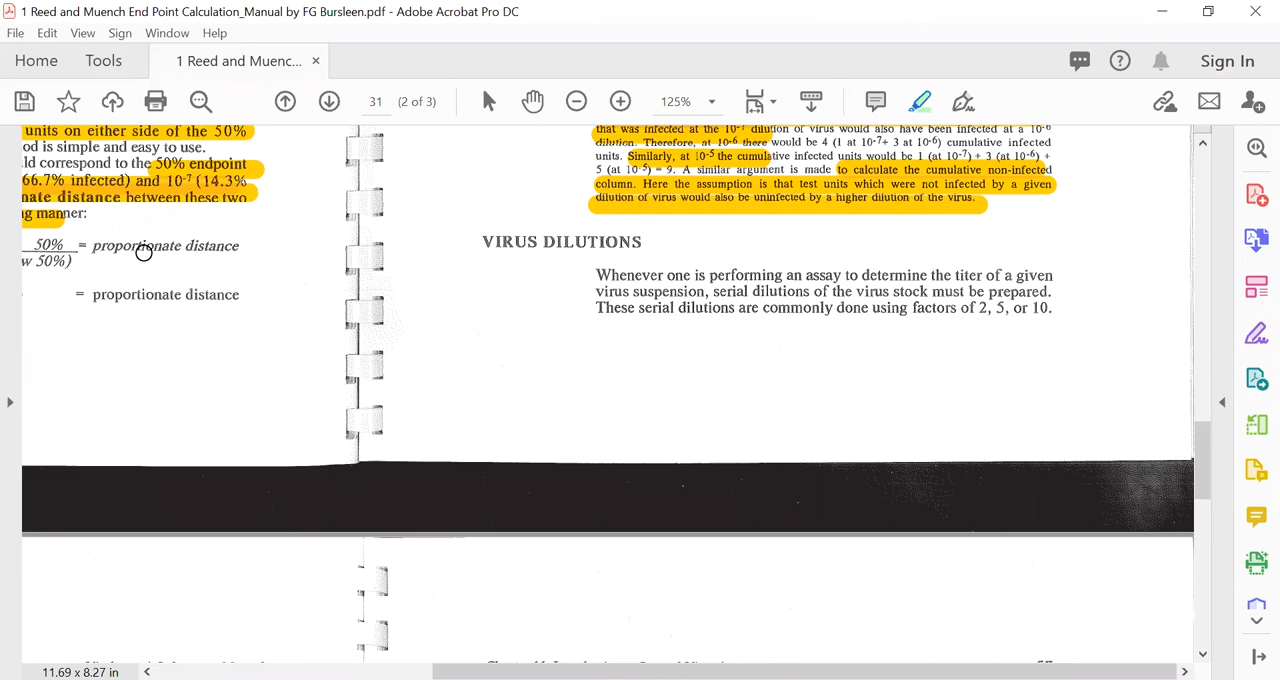 1 Reed and Muench End Point Calculation_Manual by FG Bursleen.pdf - Adobe Acrobat Pro DC
File Edit View Sign Window Help
Home Tools 1 Reed and Muenc... × Sign In
31 (2 of 3) 125%
units on either side of the 50%
od is simple and easy to use.
ld correspond to the 50% endpoint
66.7% infected) and 10-7 (14.3%
nate distance between these two
ng manner:
50% = proportionate distance
w 50%)
= proportionate distance
that was infected at the 10-7 dilution of virus would also have been infected at a 10-6
dilution. Therefore, at 10-6 there would be 4 (1 at 10-7+ 3 at 10-6) cumulative infected
units. Similarly, at 10-5 the cumulative infected units would be 1 (at 10-7) + 3 (at 10-6) +
5 (at 10-5) = 9. A similar argument is made to calculate the cumulative non-infected
column. Here the assumption is that test units which were not infected by a given
dilution of virus would also be uninfected by a higher dilution of the virus.
VIRUS DILUTIONS
Whenever one is performing an assay to determine the titer of a given
virus suspension, serial dilutions of the virus stock must be prepared.
These serial dilutions are commonly done using factors of 2, 5, or 10.
11.69 x 8.27 in